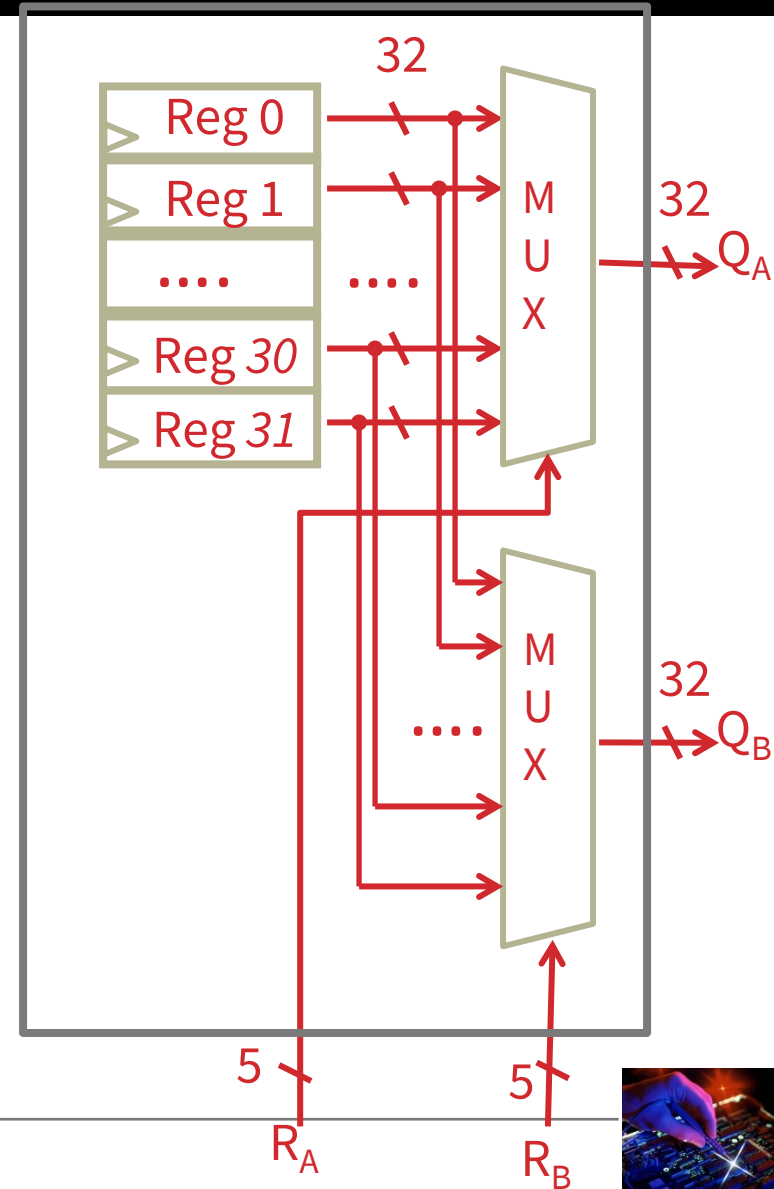 32
Reg 0
Reg 1
..... .....
Reg 30
Reg 31
M
U
X
32
QA
M
U
X
.....
32
QB
5
RA
5
RB